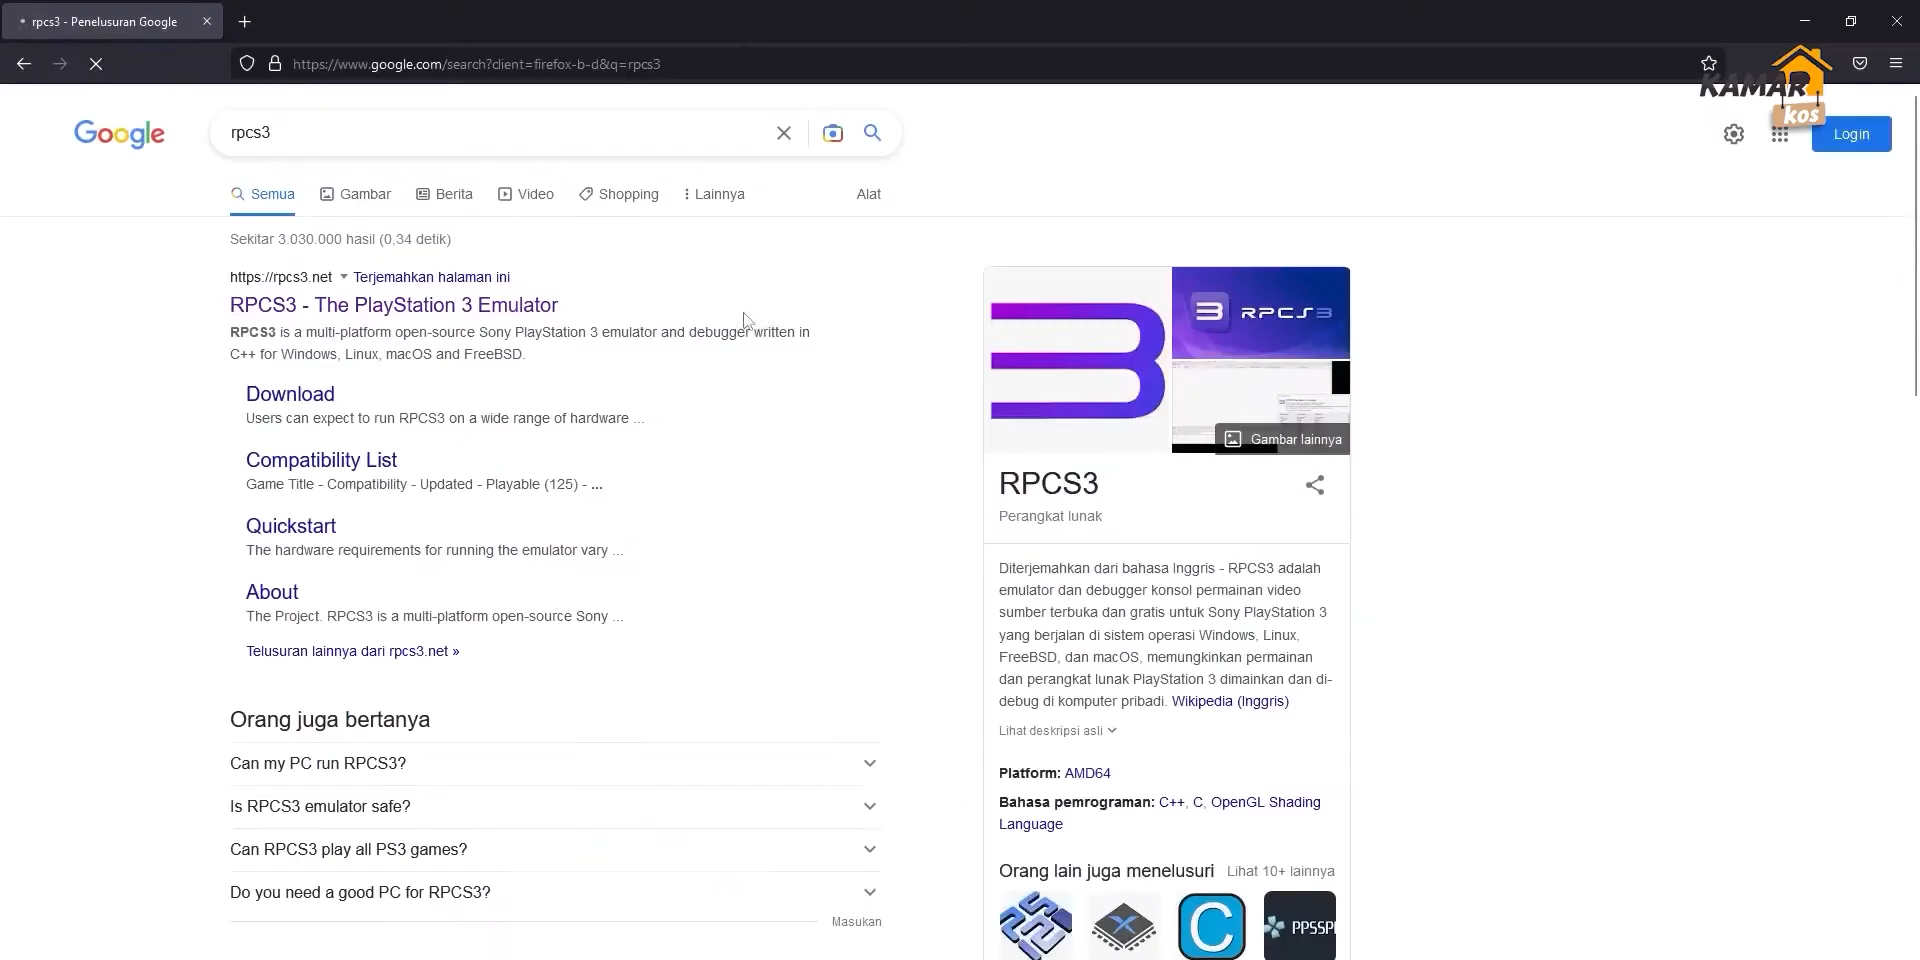 rpcs3 - Penelusuran Google
https://www.google.com/search?client=firefox-b-d&q=rpcs3
KAMAR
kos
Google
rpcs3
Login
Semua
Gambar
Berita
Video
Shopping
Lainnya
Alat
Sekitar 3.030.000 hasil (0,34 detik)
https://rpcs3.net
Terjemahkan halaman ini
RPCS3 - The PlayStation 3 Emulator
RPCS3 is a multi-platform open-source Sony PlayStation 3 emulator and debugger written in
C++ for Windows, Linux, macOS and FreeBSD.
Download
Users can expect to run RPCS3 on a wide range of hardware ...
Compatibility List
Game Title - Compatibility - Updated - Playable (125) - ...
Quickstart
The hardware requirements for running the emulator vary ...
About
The Project. RPCS3 is a multi-platform open-source Sony ...
Telusuran lainnya dari rpcs3.net »
Orang juga bertanya
Can my PC run RPCS3?
Is RPCS3 emulator safe?
Can RPCS3 play all PS3 games?
Do you need a good PC for RPCS3?
Masukan
RPCS3
Gambar lainnya
RPCS3
Perangkat lunak
Diterjemahkan dari bahasa Inggris - RPCS3 adalah
emulator dan debugger konsol permainan video
sumber terbuka dan gratis untuk Sony PlayStation 3
yang berjalan di sistem operasi Windows, Linux,
FreeBSD, dan macOS, memungkinkan permainan
dan perangkat lunak PlayStation 3 dimainkan dan di-
debug di komputer pribadi. Wikipedia (Inggris)
Lihat deskripsi asli
Platform: AMD64
Bahasa pemrograman: C++, C, OpenGL Shading
Language
Orang lain juga menelusuri
Lihat 10+ lainnya